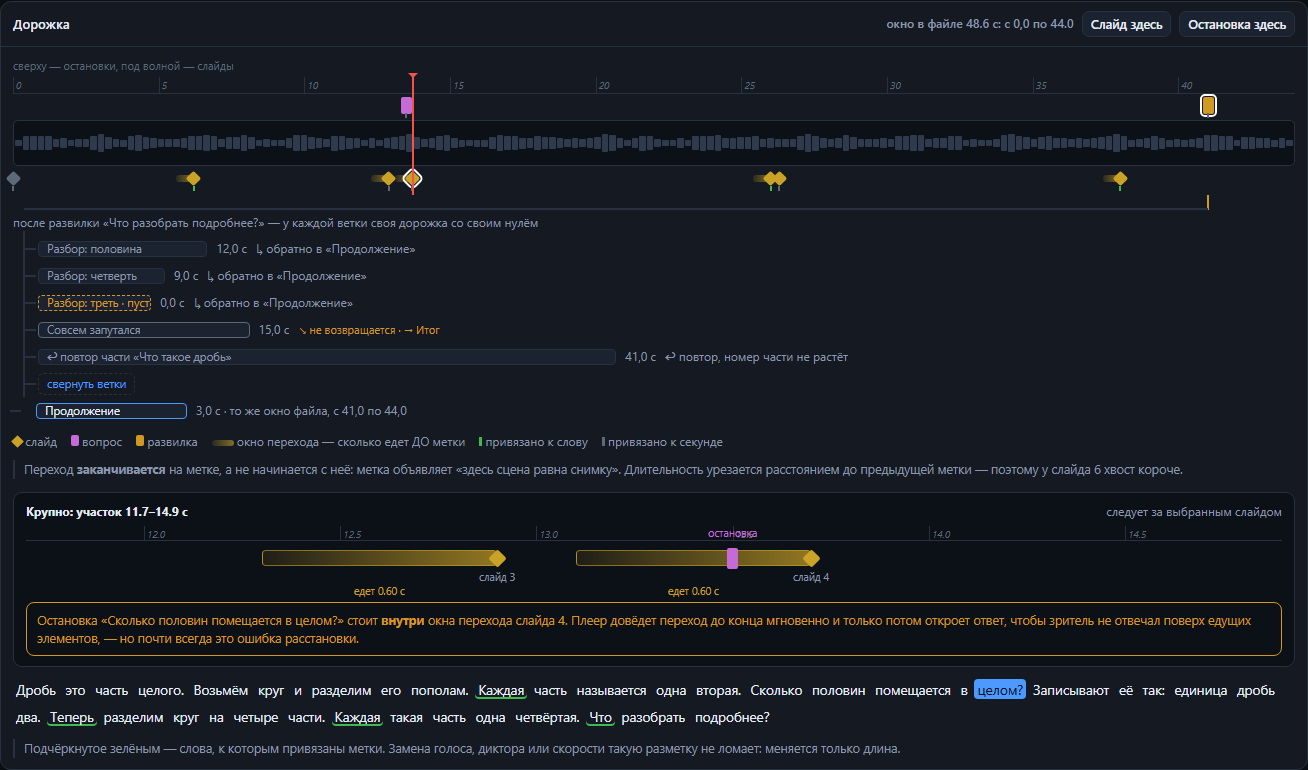 Дорожка
окно в файле 48.6 с: с 0,0 по 44.0
Слайд здесь
Остановка здесь
сверху — остановки, под волной — слайды
0 5 10 15 20 25 30 35 40
после развилки «Что разобрать подробнее?» — у каждой ветки своя дорожка со своим нулём
Разбор: половина 12,0 с ↳ обратно в «Продолжение»
Разбор: четверть 9,0 с ↳ обратно в «Продолжение»
Разбор: треть · пуст 0,0 с ↳ обратно в «Продолжение»
Совсем запутался 15,0 с ↘ не возвращается · → Итог
↩ повтор части «Что такое дробь» 41,0 с ↩ повтор, номер части не растёт
свернуть ветки
Продолжение 3,0 с · то же окно файла, с 41,0 по 44,0
слайд вопрос развилка окно перехода — сколько едет ДО метки привязано к слову привязано к секунде
Переход заканчивается на метке, а не начинается с неё: метка объявляет «здесь сцена равна снимку». Длительность урезается расстоянием до предыдущей метки — поэтому у слайда 6 хвост короче.
Крупно: участок 11.7–14.9 с
следует за выбранным слайдом
12.0 12.5 13.0 14.0 14.5
остановка
слайд 3 слайд 4
едет 0.60 с едет 0.60 с
Остановка «Сколько половин помещается в целом?» стоит внутри окна перехода слайда 4. Плеер доведёт переход до конца мгновенно и только потом откроет ответ, чтобы зритель не отвечал поверх едущих
элементов, — но почти всегда это ошибка расстановки.
Дробь это часть целого. Возьмём круг и разделим его пополам. Каждая часть называется одна вторая. Сколько половин помещается в целом? Записывают её так: единица дробь
два. Теперь разделим круг на четыре части. Каждая такая часть одна четвёртая. Что разобрать подробнее?
Подчёркнутое зелёным — слова, к которым привязаны метки. Замена голоса, диктора или скорости такую разметку не ломает: меняется только длина.